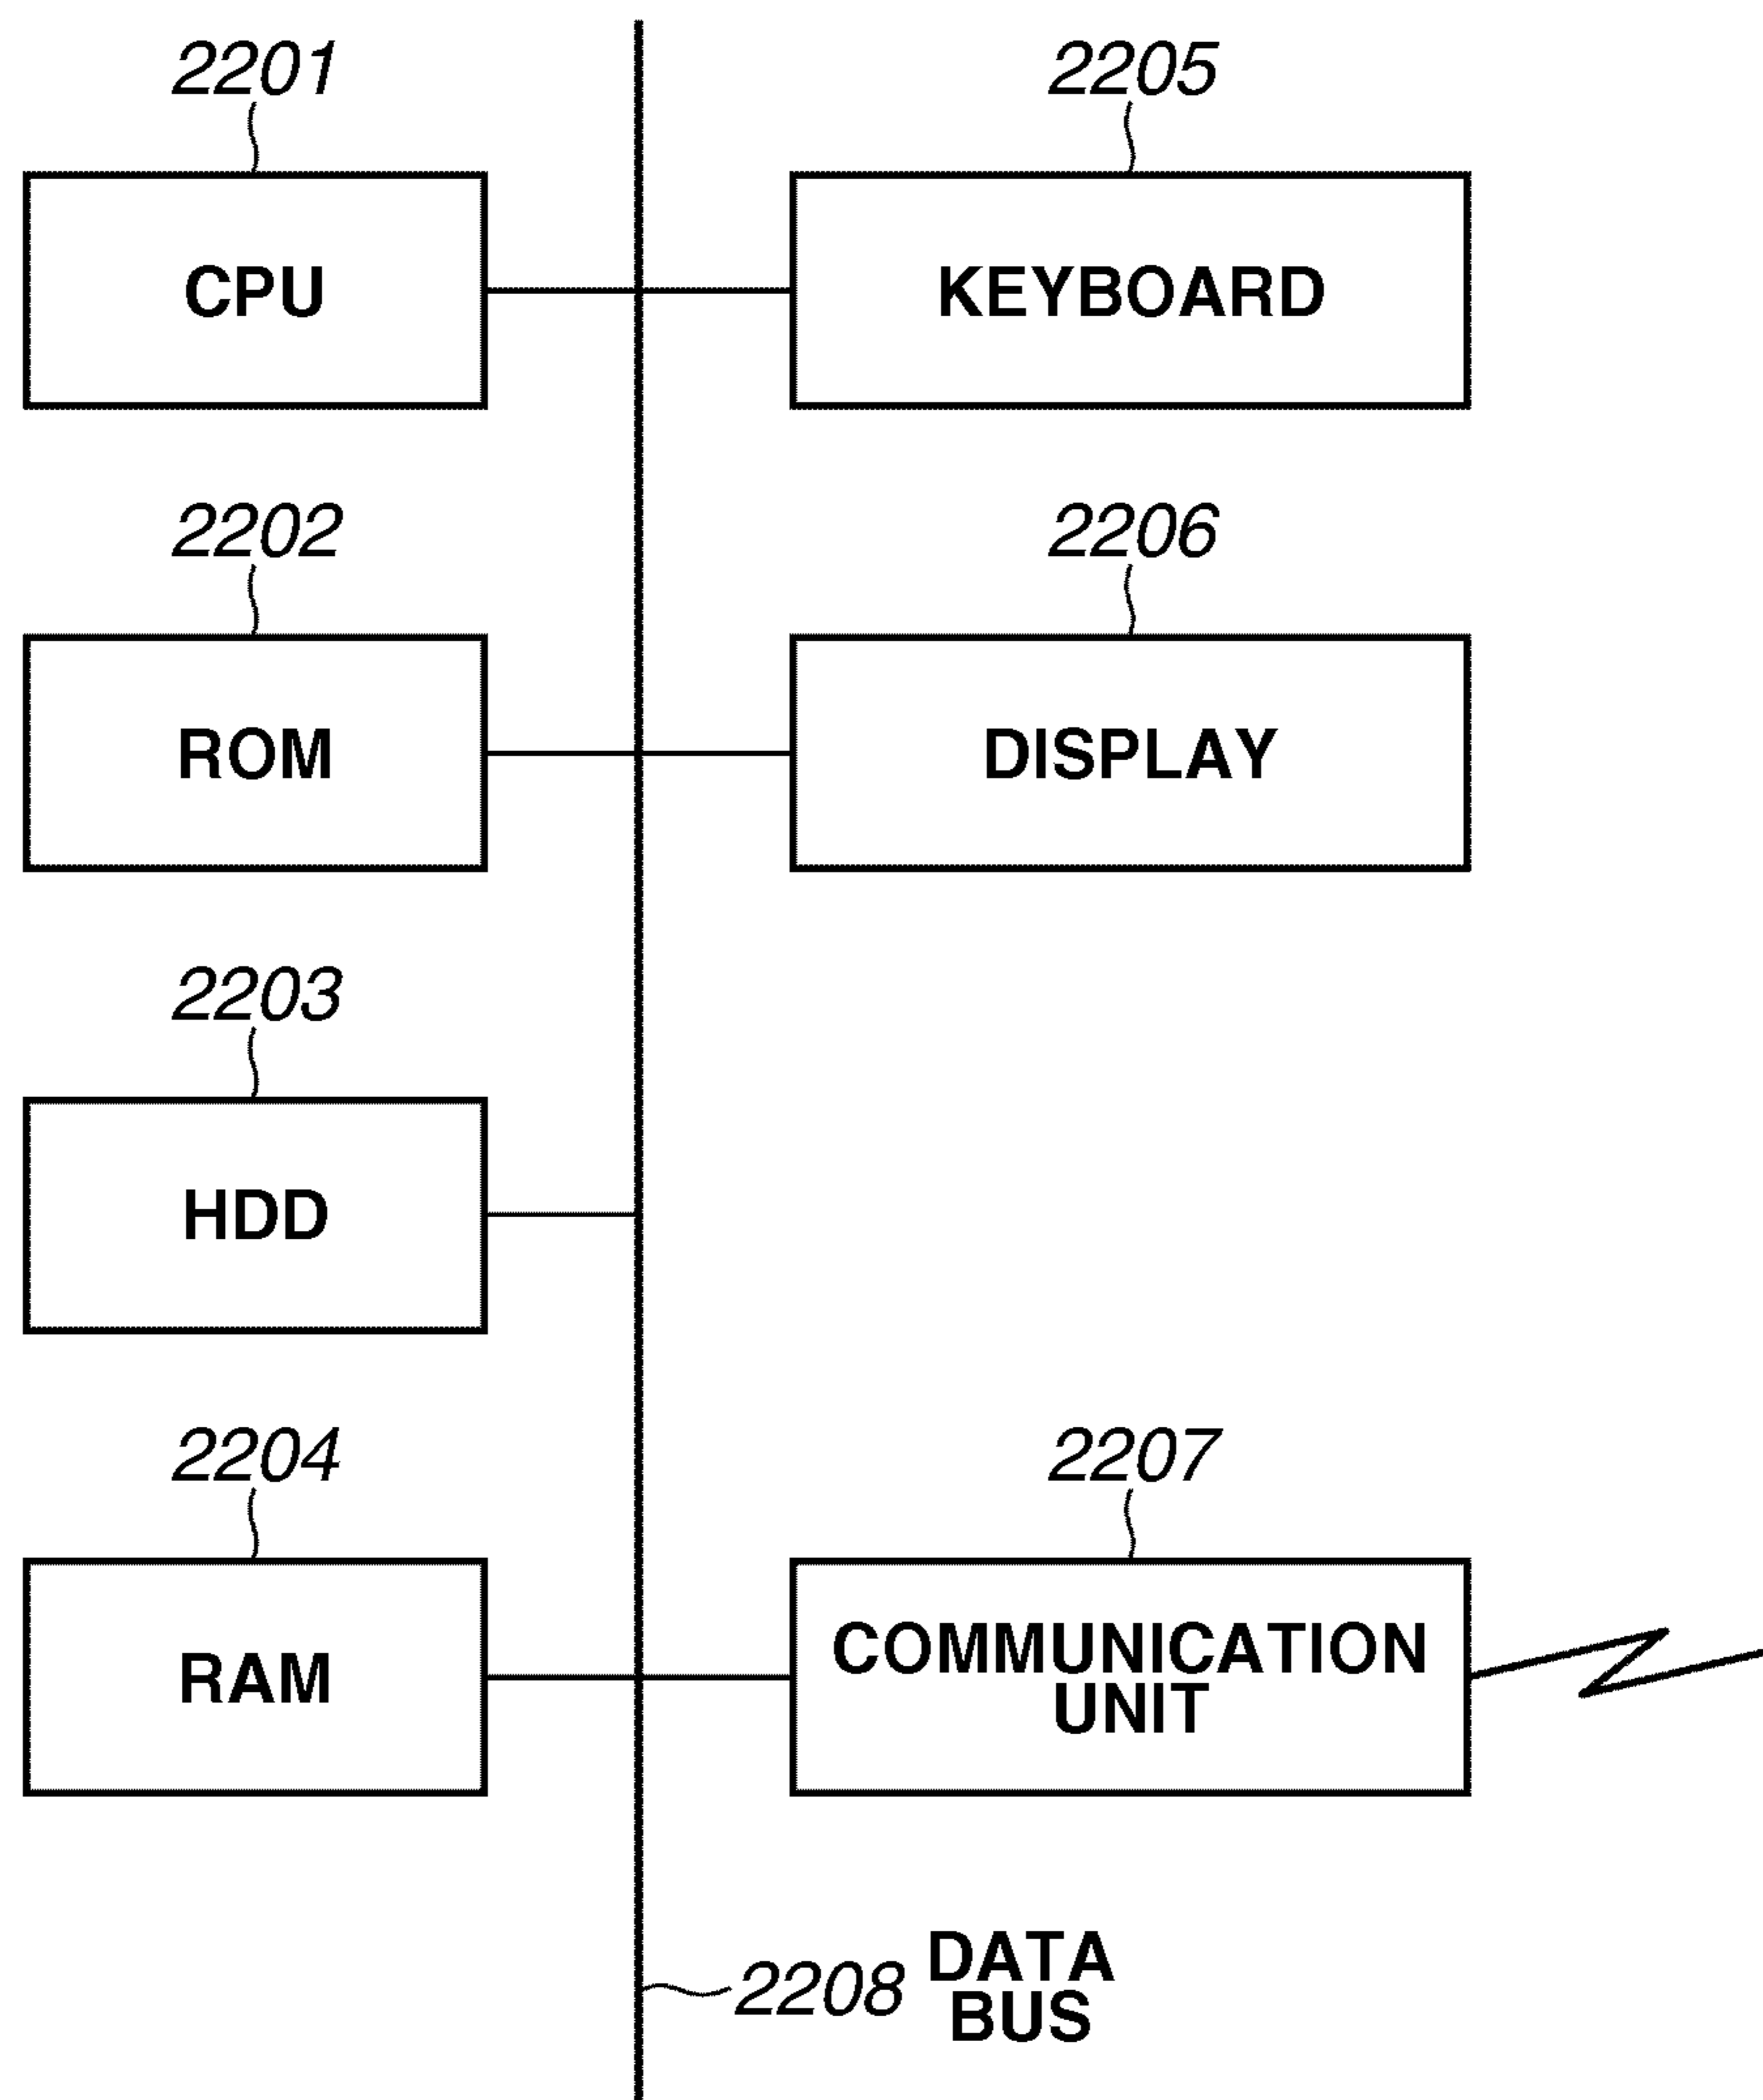 2201
2205
CPU
KEYBOARD
2202
2206
ROM
DISPLAY
2203
HDD
2204
2207
RAM
COMMUNICATION
UNIT
2208
DATA
BUS